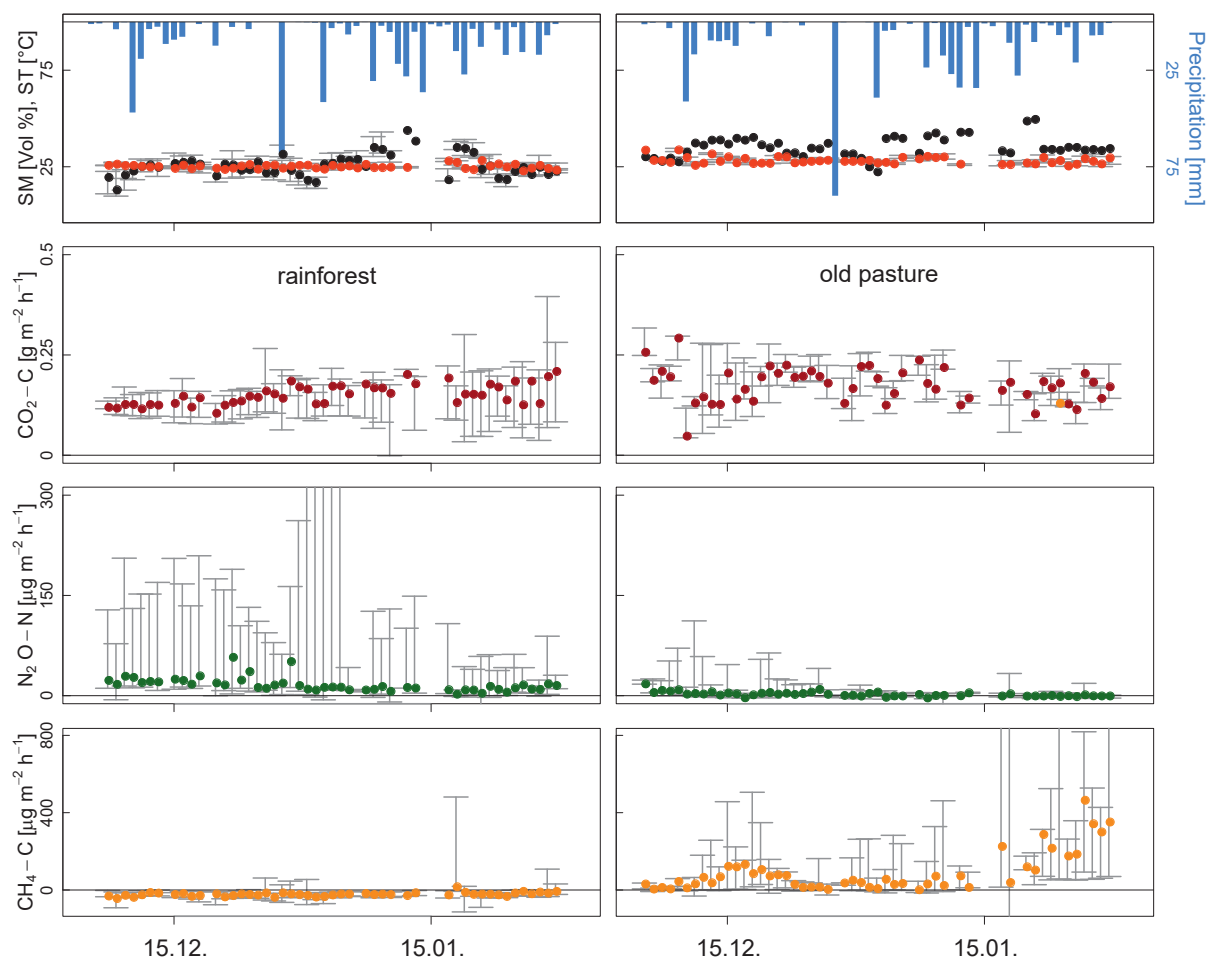 SM [Vol %], ST [°C]
75
25
25
75
Precipitation [mm]
CO₂−C [g m⁻² h⁻¹]
0.5
0.25
0
rainforest
old pasture
N₂ O−N [µg m⁻² h⁻¹]
300
150
0
CH₄−C [µg m⁻² h⁻¹]
800
400
0
15.12.
15.01.
15.12.
15.01.